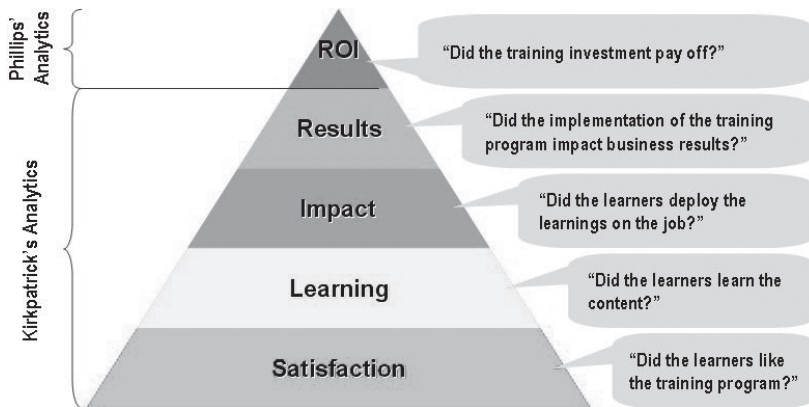 Phillips'
Analytics
ROI
“Did the training investment pay off?”
Kirkpatrick's Analytics
Results
“Did the implementation of the training
program impact business results?”
Impact
“Did the learners deploy the
learnings on the job?”
Learning
“Did the learners learn the
content?”
Satisfaction
“Did the learners like
the training program?”